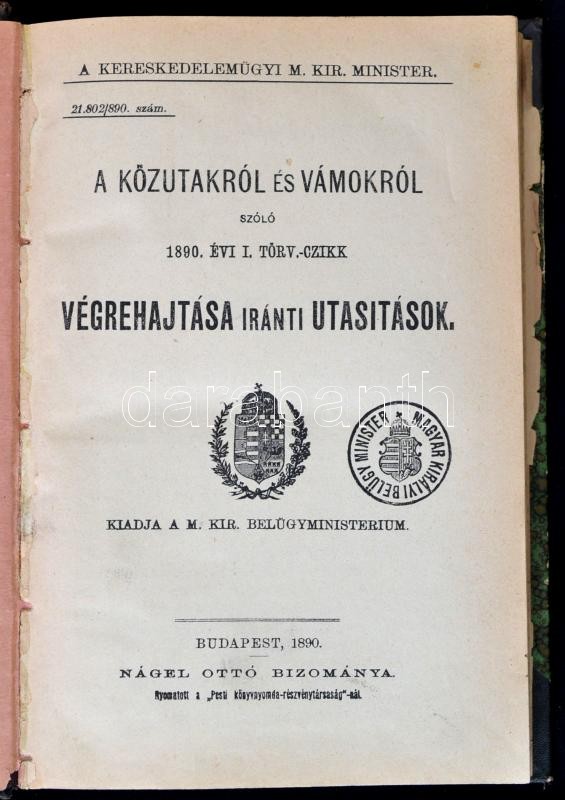 A KERESKEDELEMÜGYI M. KIR. MINISTER.
21.802/890. szám.
A KÖZUTAKRÓL ÉS VÁMOKRÓL
SZÓLÓ
1890. ÉVI I. TÖRV.-CZIKK
VÉGREHAJTÁSA IRÁNTI UTASITÁSOK.
darabanth
MAGYAR KIRÁLYI BELÜGY MINISTER
KIADJA A M. KIR. BELÜGYMINISTERIUM.
BUDAPEST, 1890.
NÁGEL OTTÓ BIZOMÁNYA.
Nyomatott a „Pesti könyvnyomda-részvénytársaság"-nál.